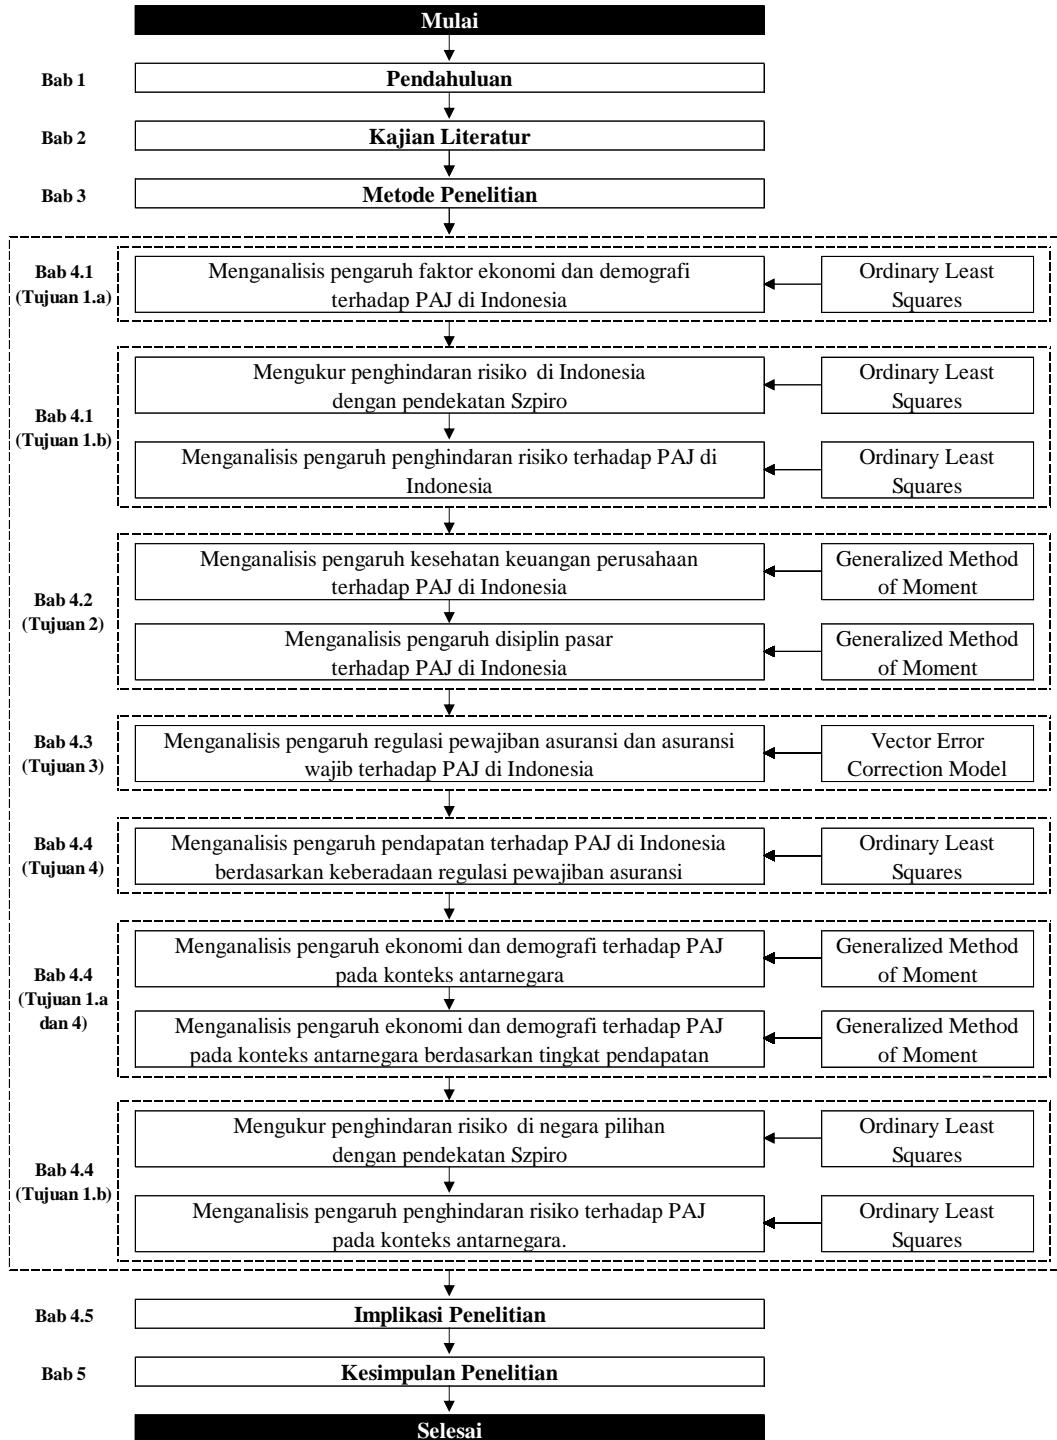 Mulai
Bab 1
Pendahuluan
Bab 2
Kajian Literatur
Bab 3
Metode Penelitian
Bab 4.1
(Tujuan 1.a)
Menganalisis pengaruh faktor ekonomi dan demografi
terhadap PAJ di Indonesia
Ordinary Least
Squares
Bab 4.1
(Tujuan 1.b)
Mengukur penghindaran risiko di Indonesia
dengan pendekatan Szpiro
Ordinary Least
Squares
Menganalisis pengaruh penghindaran risiko terhadap PAJ di
Indonesia
Ordinary Least
Squares
Bab 4.2
(Tujuan 2)
Menganalisis pengaruh kesehatan keuangan perusahaan
terhadap PAJ di Indonesia
Generalized Method
of Moment
Menganalisis pengaruh disiplin pasar
terhadap PAJ di Indonesia
Generalized Method
of Moment
Bab 4.3
(Tujuan 3)
Menganalisis pengaruh regulasi pewajiban asuransi dan asuransi
wajib terhadap PAJ di Indonesia
Vector Error
Correction Model
Bab 4.4
(Tujuan 4)
Menganalisis pengaruh pendapatan terhadap PAJ di Indonesia
berdasarkan keberadaan regulasi pewajiban asuransi
Ordinary Least
Squares
Bab 4.4
(Tujuan 1.a
dan 4)
Menganalisis pengaruh ekonomi dan demografi terhadap PAJ
pada konteks antarnegara
Generalized Method
of Moment
Menganalisis pengaruh ekonomi dan demografi terhadap PAJ
pada konteks antarnegara berdasarkan tingkat pendapatan
Generalized Method
of Moment
Bab 4.4
(Tujuan 1.b)
Mengukur penghindaran risiko di negara pilihan
dengan pendekatan Szpiro
Ordinary Least
Squares
Menganalisis pengaruh penghindaran risiko terhadap PAJ
pada konteks antarnegara.
Ordinary Least
Squares
Bab 4.5
Implikasi Penelitian
Bab 5
Kesimpulan Penelitian
Selesai